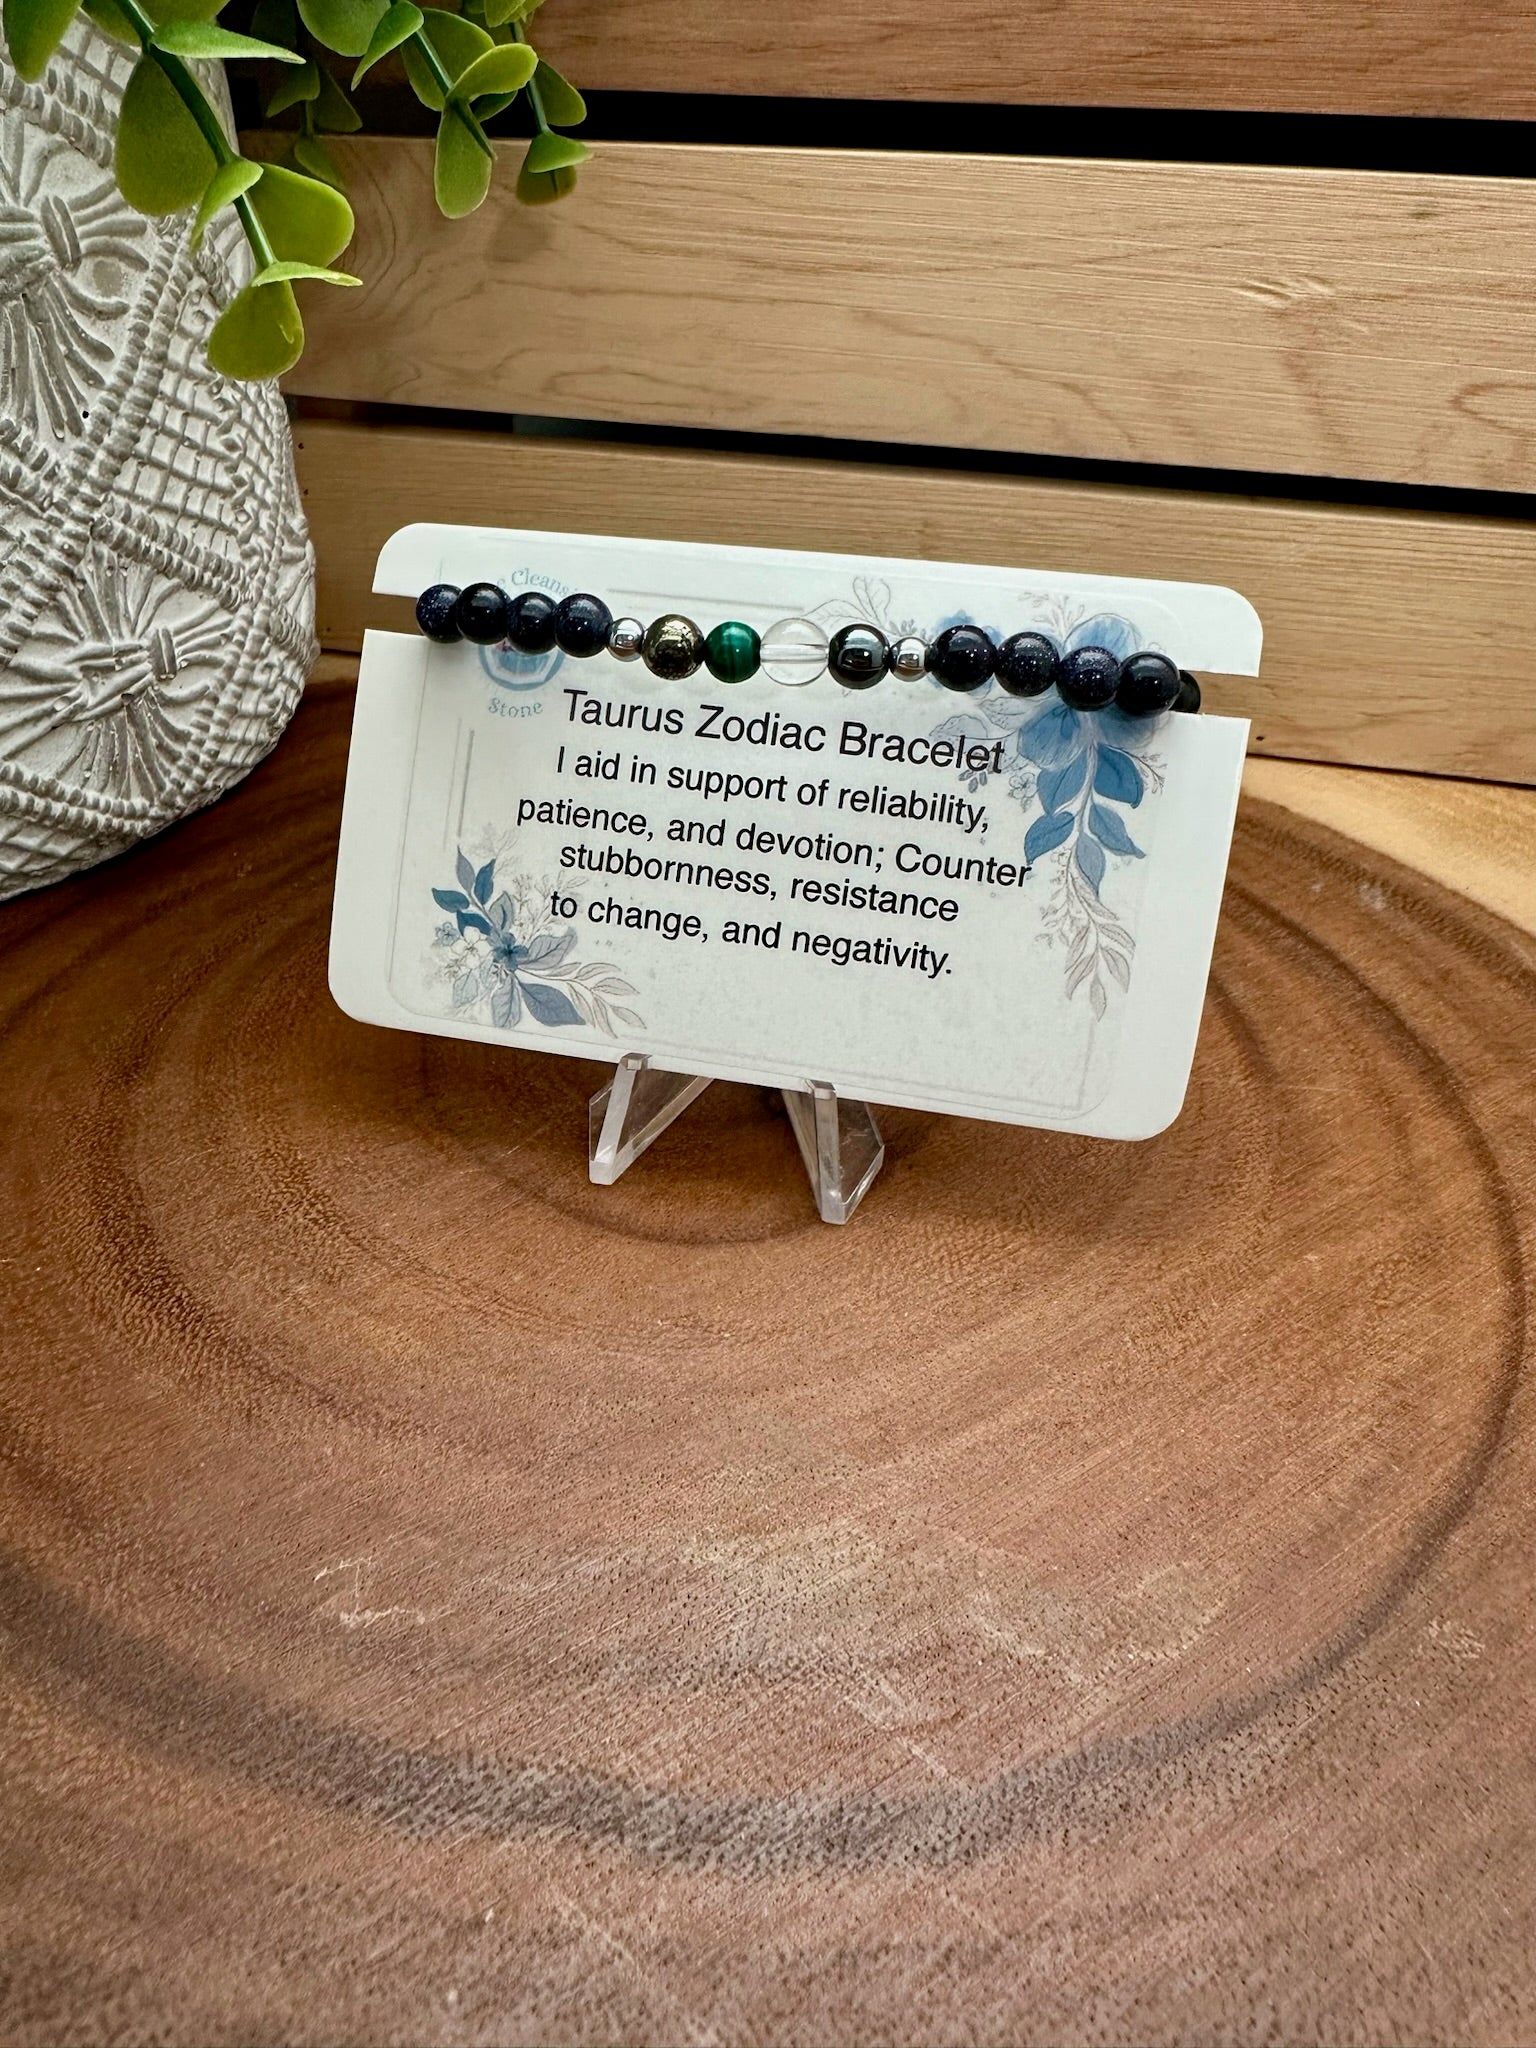 Stone
Taurus Zodiac Bracelet
I aid in support of reliability,
patience, and devotion; Counter
stubbornness, resistance
to change, and negativity.